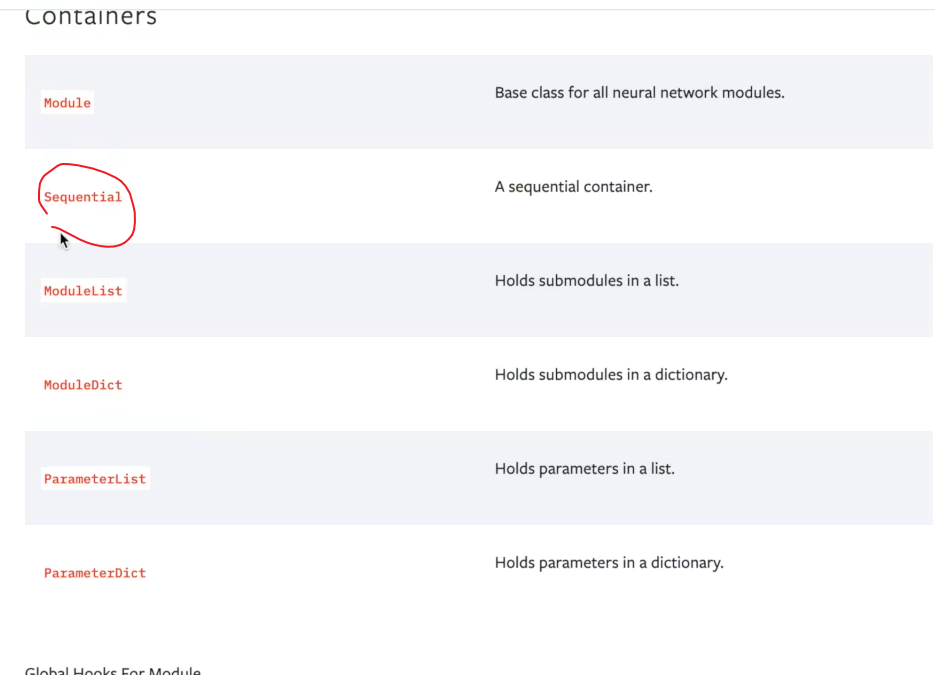 Containers
Module
Base class for all neural network modules.
Sequential
A sequential container.
ModuleList
Holds submodules in a list.
ModuleDict
Holds submodules in a dictionary.
ParameterList
Holds parameters in a list.
ParameterDict
Holds parameters in a dictionary.
Global Hooks For Module